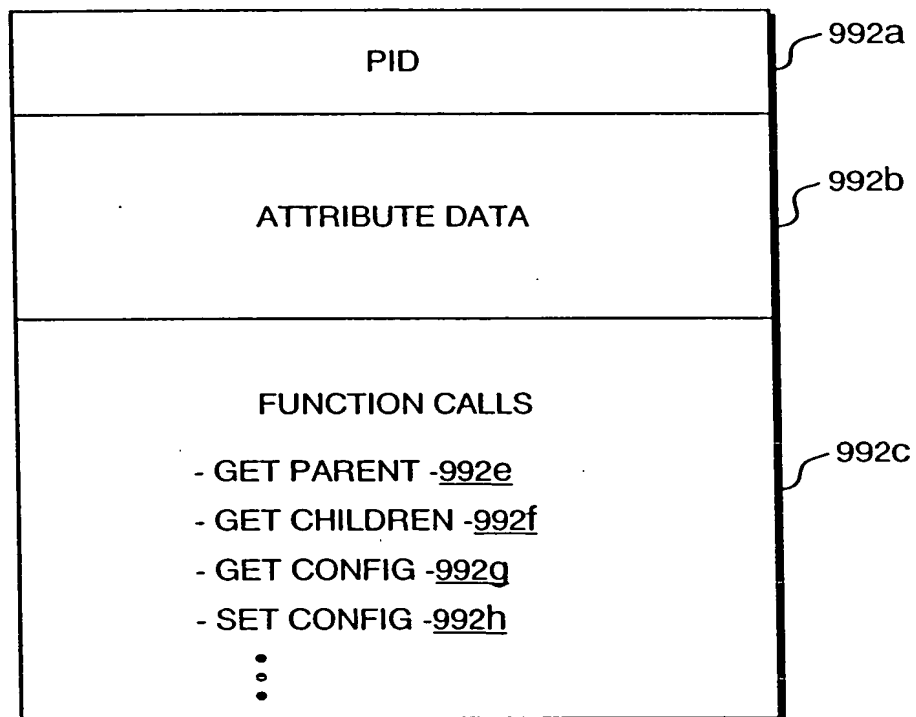 PID
992a
ATTRIBUTE DATA
992b
FUNCTION CALLS
- GET PARENT -992e
- GET CHILDREN -992f
- GET CONFIG -992g
- SET CONFIG -992h
992c